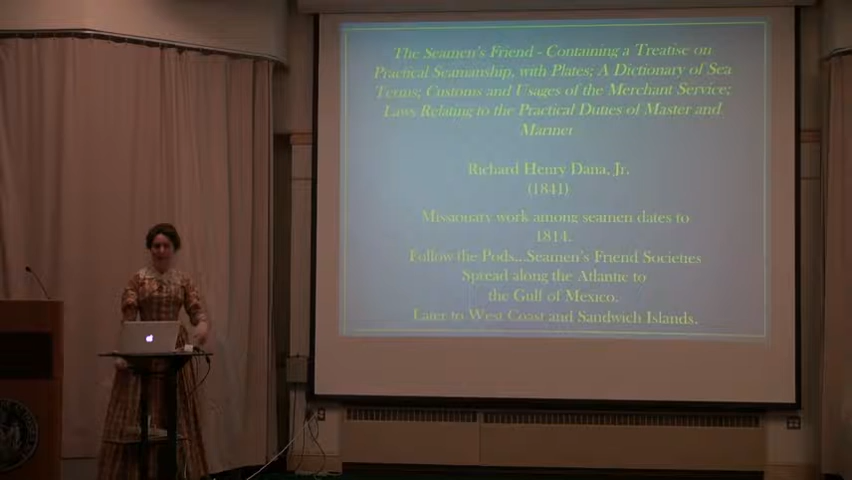 The Seamen's Friend - Containing a Treatise on
Practical Seamanship, with Plates; A Dictionary of Sea
Terms; Customs and Usages of the Merchant Service;
Laws Relating to the Practical Duties of Master and
Mariner
Richard Henry Dana, Jr.
(1841)
Missionary work among seamen dates to
1814.
Follow the Pods...Seamen's Friend Societies
Spread along the Atlantic to
the Gulf of Mexico.
Later to West Coast and Sandwich Islands.